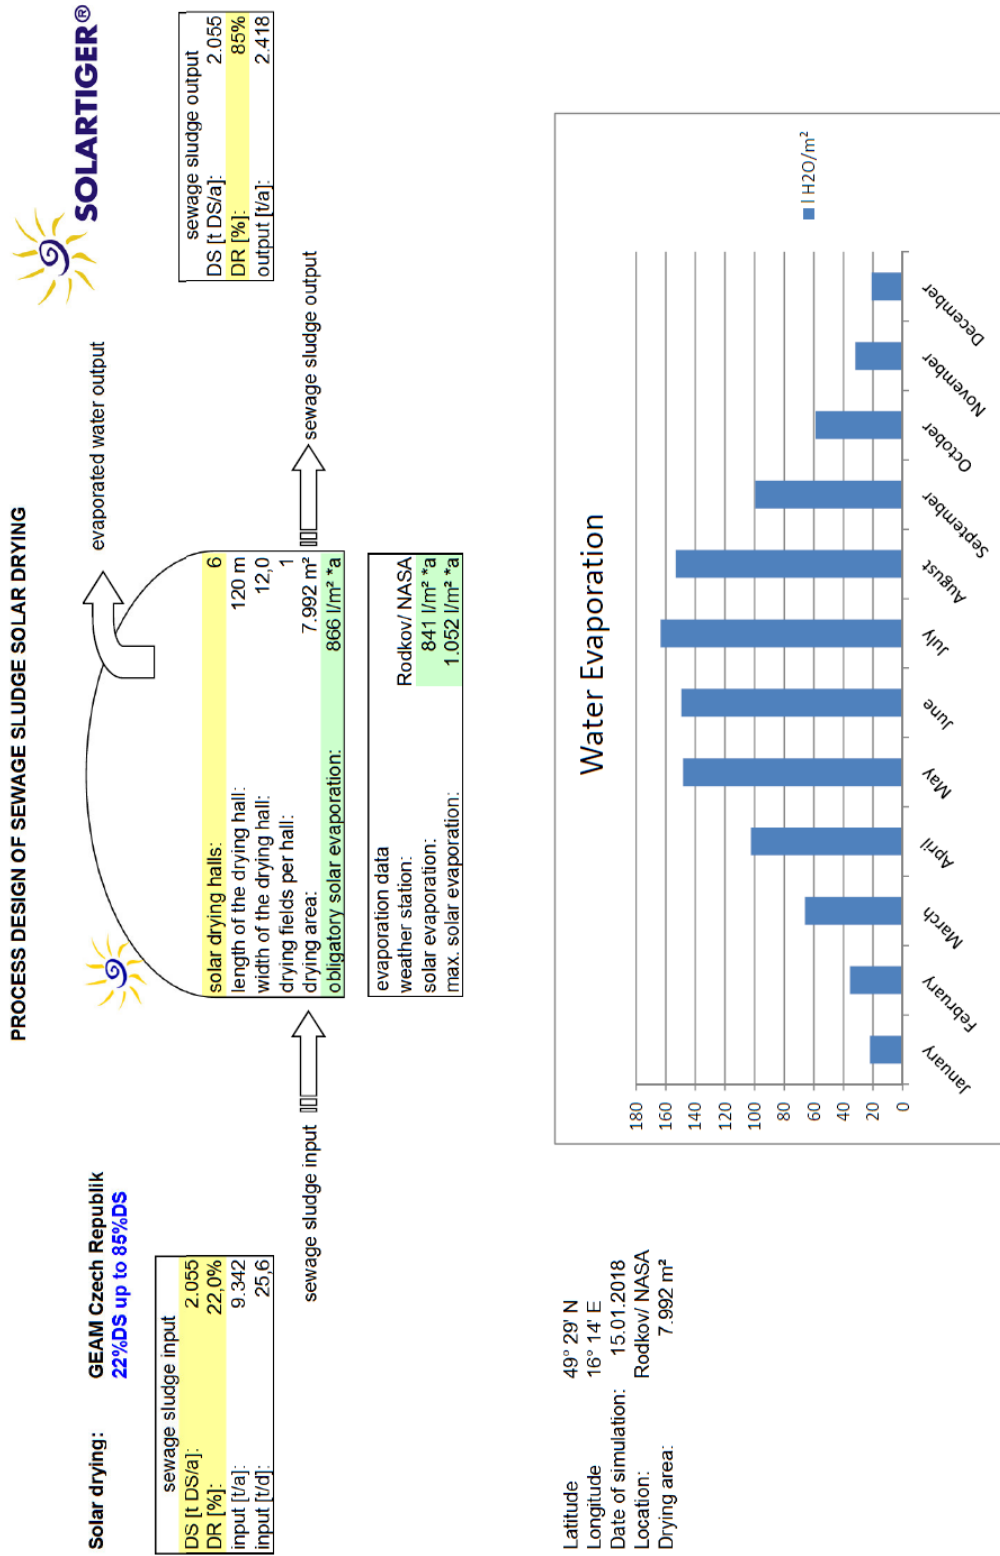 PROCESS DESIGN OF SEWAGE SLUDGE SOLAR DRYING
SOLARTIGER®
Solar drying: GEAM Czech Republik
22%DS up to 85%DS
evaporated water output
sewage sludge input
DS [t DS/a]: 2.055
DR [%]: 22,0%
input [t/a]: 9.342
input [t/d]: 25,6
solar drying halls: 6
length of the drying hall: 120 m
width of the drying hall: 12,0
drying fields per hall: 1
drying area: 7.992 m²
obligatory solar evaporation: 866 l/m² *a
sewage sludge output
DS [t DS/a]: 2.055
DR [%]: 85%
output [t/a]: 2.418
sewage sludge input
sewage sludge output
evaporation data
weather station: Rodkov/ NASA
solar evaporation: 841 l/m² *a
max. solar evaporation: 1.052 l/m² *a
Latitude 49° 29' N
Longitude 16° 14' E
Date of simulation: 15.01.2018
Location: Rodkov/ NASA
Drying area: 7.992 m²
Water Evaporation
180
160
140
120
100
80
60
40
20
0
January
February
March
April
May
June
July
August
September
October
November
December
l H2O/m²